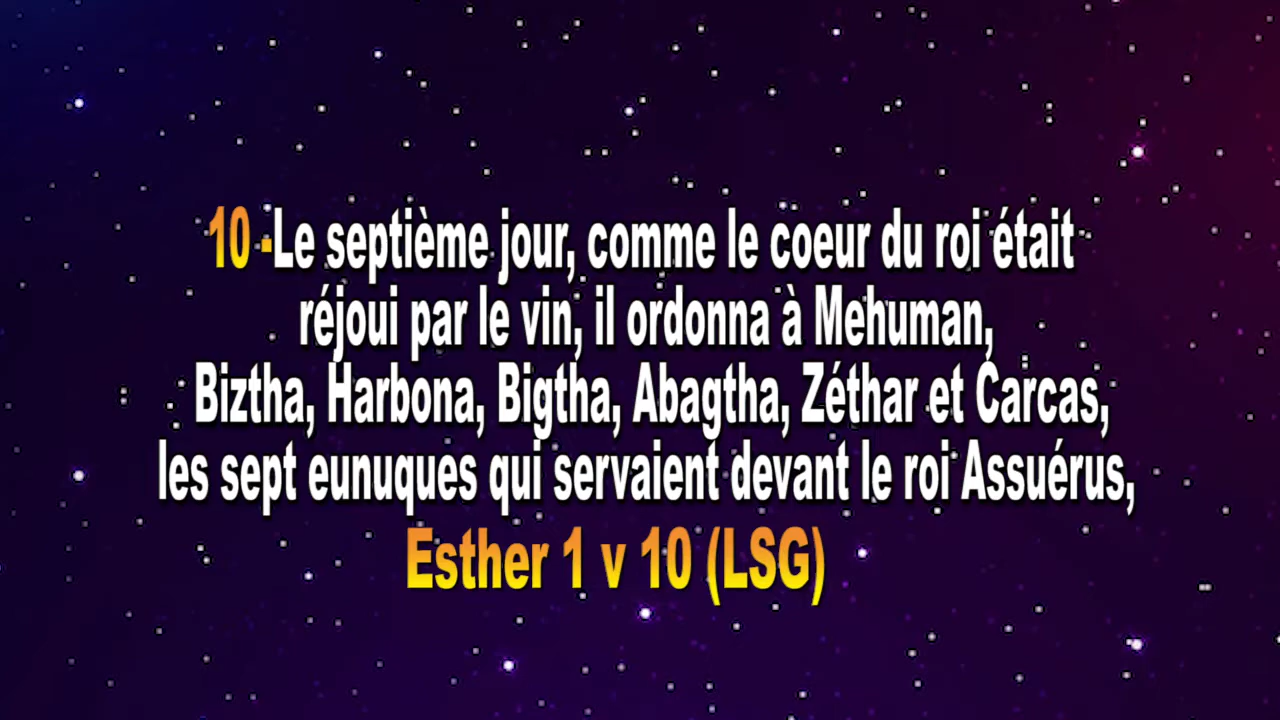 10 -Le septième jour, comme le coeur du roi était
réjoui par le vin, il ordonna à Mehuman,
Biztha, Harbona, Bigtha, Abagtha, Zéthar et Carcas,
les sept eunuques qui servaient devant le roi Assuérus,
Esther 1 v 10 (LSG)